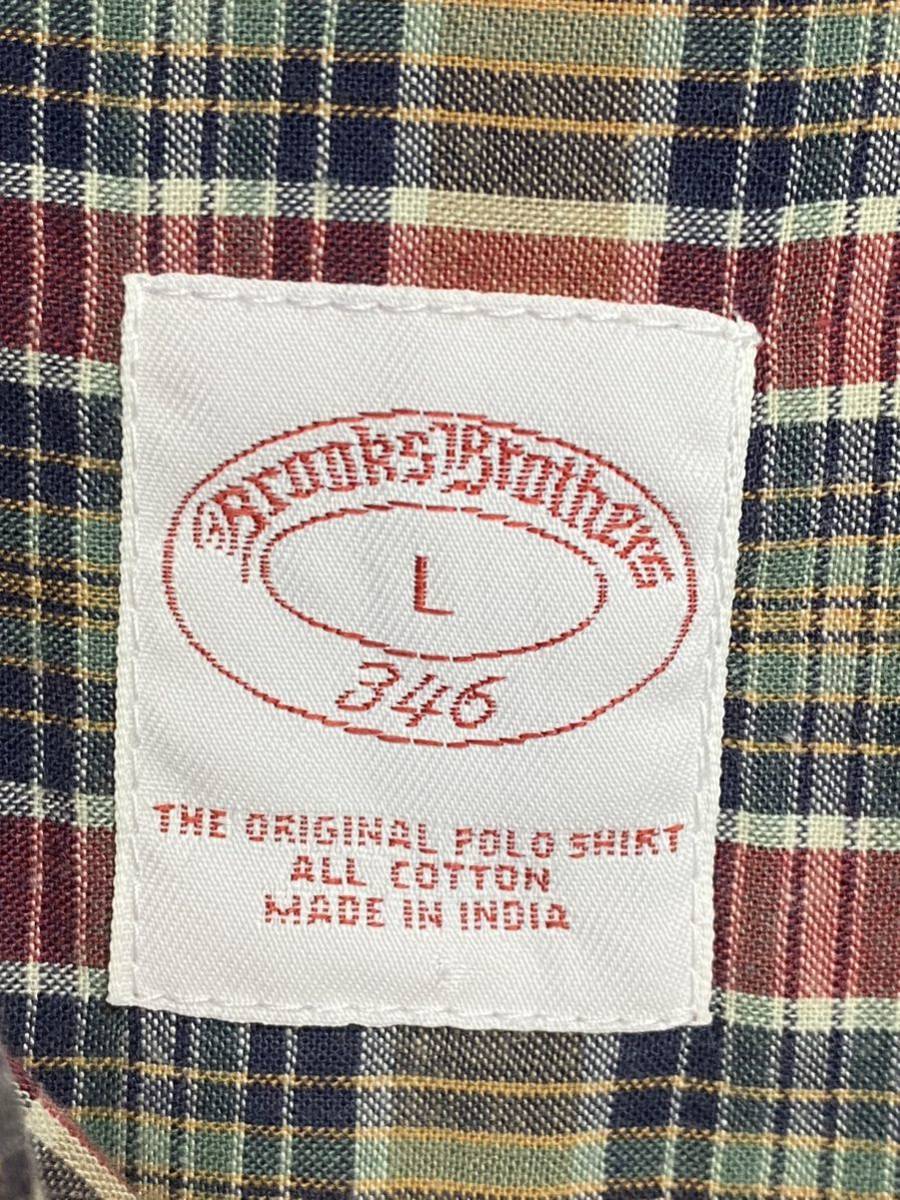 Brooks Brothers
L
346
THE ORIGINAL POLO SHIRT
ALL COTTON
MADE IN INDIA